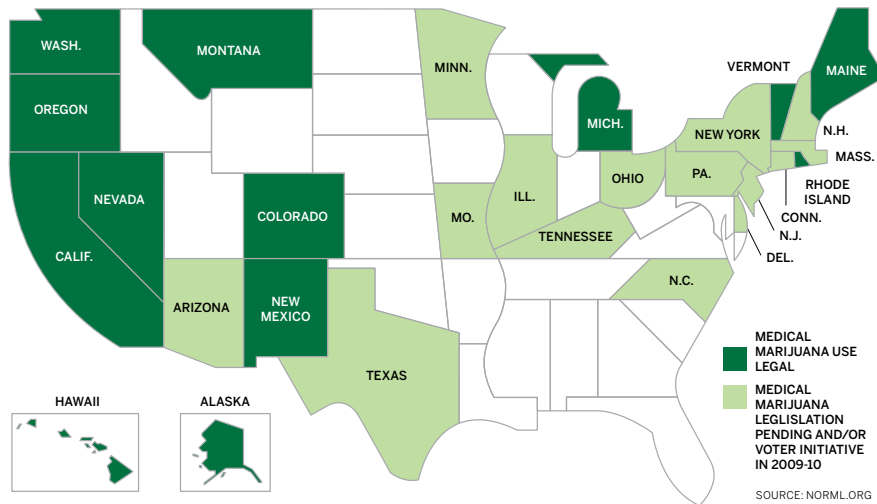 WASH.
MONTANA
MINN.
VERMONT
MAINE
OREGON
MICH.
NEW YORK
N.H.
MASS.
NEVADA
COLORADO
MO.
ILL.
OHIO
PA.
RHODE
ISLAND
CONN.
N.J.
DEL.
CALIF.
TENNESSEE
ARIZONA
NEW
MEXICO
N.C.
TEXAS
HAWAII
ALASKA
MEDICAL
MARIJUANA USE
LEGAL
MEDICAL
MARIJUANA
LEGLISLATION
PENDING AND/OR
VOTER INITIATIVE
IN 2009-10
SOURCE: NORML.ORG